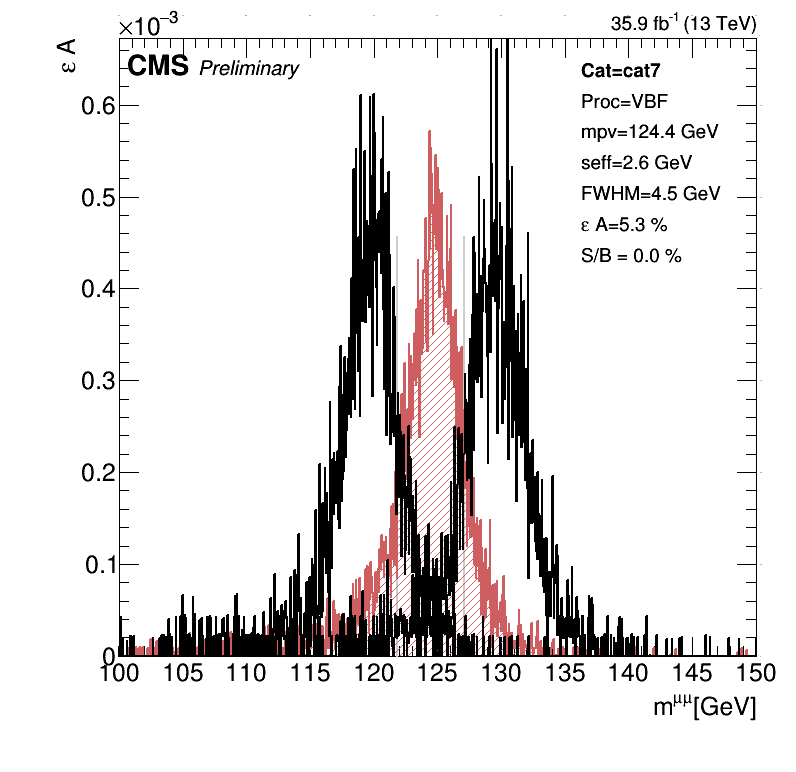 ×10⁻³
35.9 fb⁻¹ (13 TeV)
ε A
CMS Preliminary
Cat=cat7
Proc=VBF
mpv=124.4 GeV
seff=2.6 GeV
FWHM=4.5 GeV
ε A=5.3 %
S/B = 0.0 %
0.6
0.5
0.4
0.3
0.2
0.1
0
100 105 110 115 120 125 130 135 140 145 150
m^μμ[GeV]